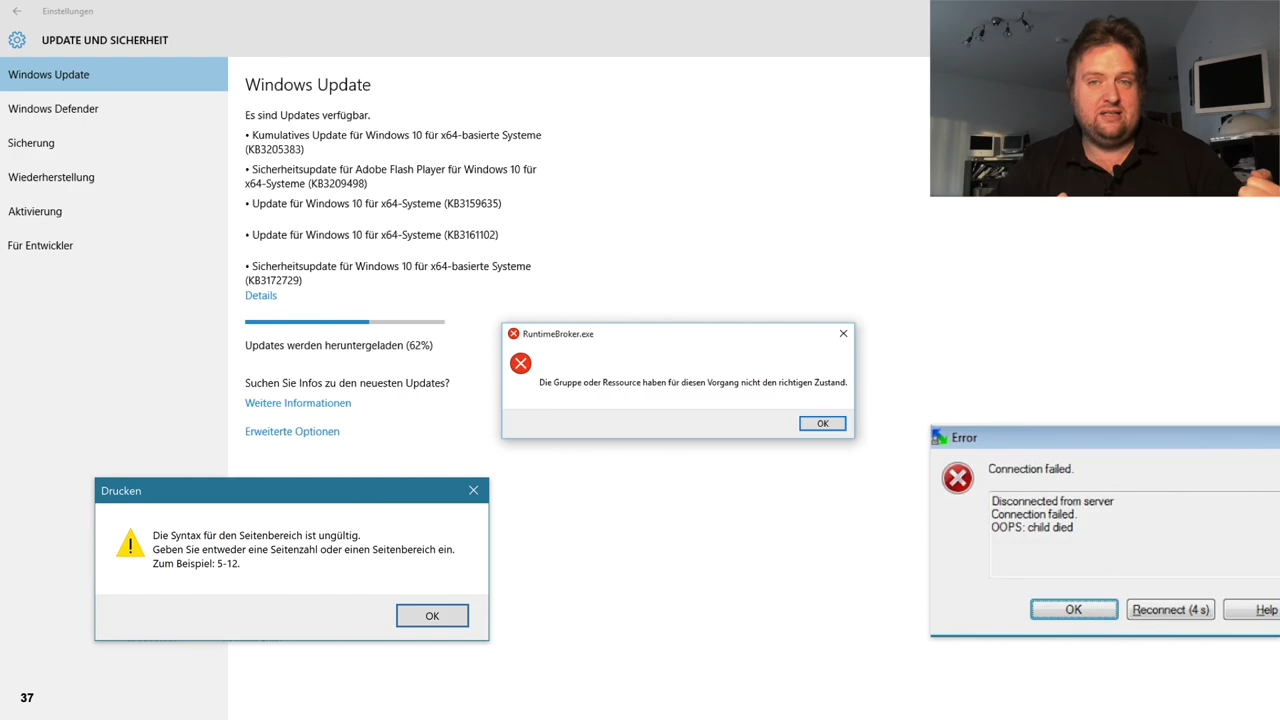 Einstellungen
UPDATE UND SICHERHEIT
Windows Update
Windows Defender
Sicherung
Wiederherstellung
Aktivierung
Für Entwickler
Windows Update
Es sind Updates verfügbar.
• Kumulatives Update für Windows 10 für x64-basierte Systeme
(KB3205383)
• Sicherheitsupdate für Adobe Flash Player für Windows 10 für
x64-Systeme (KB3209498)
• Update für Windows 10 für x64-Systeme (KB3159635)
• Update für Windows 10 für x64-Systeme (KB3161102)
• Sicherheitsupdate für Windows 10 für x64-basierte Systeme
(KB3172729)
Details
Updates werden heruntergeladen (62%)
Suchen Sie Infos zu den neuesten Updates?
Weitere Informationen
Erweiterte Optionen
RuntimeBroker.exe
Die Gruppe oder Ressource haben für diesen Vorgang nicht den richtigen Zustand.
OK
Error
Connection failed.
Disconnected from server
Connection failed.
OOPS: child died
OK
Reconnect (4 s)
Help
Drucken
Die Syntax für den Seitenbereich ist ungültig.
Geben Sie entweder eine Seitenzahl oder einen Seitenbereich ein.
Zum Beispiel: 5-12.
OK
37